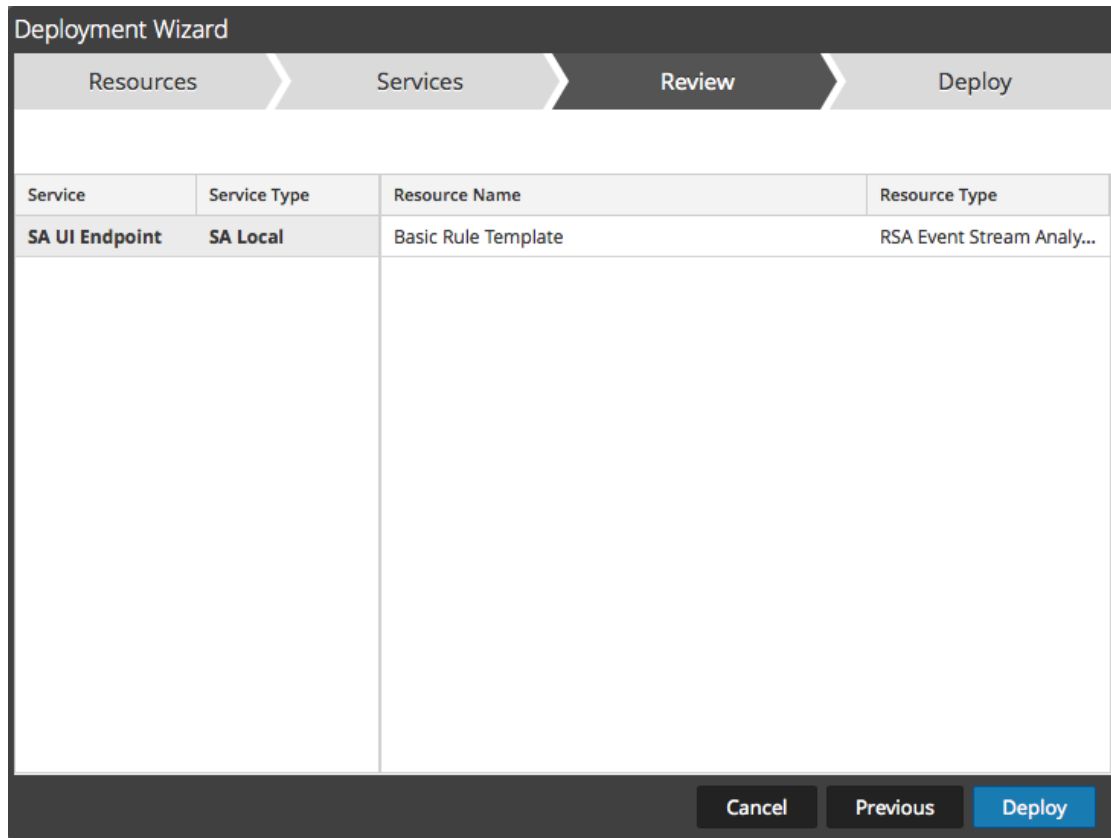 Deployment Wizard
Resources Services Review Deploy
Service Service Type Resource Name Resource Type
SA UI Endpoint SA Local Basic Rule Template RSA Event Stream Analy...
Cancel Previous Deploy